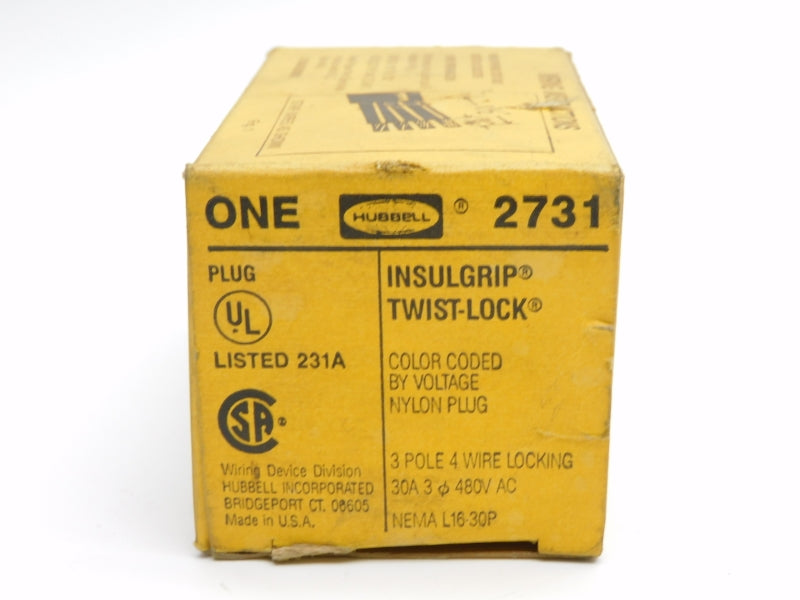 ONE HUBBELL ® 2731
PLUG
UL
LISTED 231A
SA ®
Wiring Device Division
HUBBELL INCORPORATED
BRIDGEPORT CT. 06605
Made in U.S.A.
INSULGRIP®
TWIST-LOCK®
COLOR CODED
BY VOLTAGE
NYLON PLUG
3 POLE 4 WIRE LOCKING
30A 3 ϕ 480V AC
NEMA L16-30P